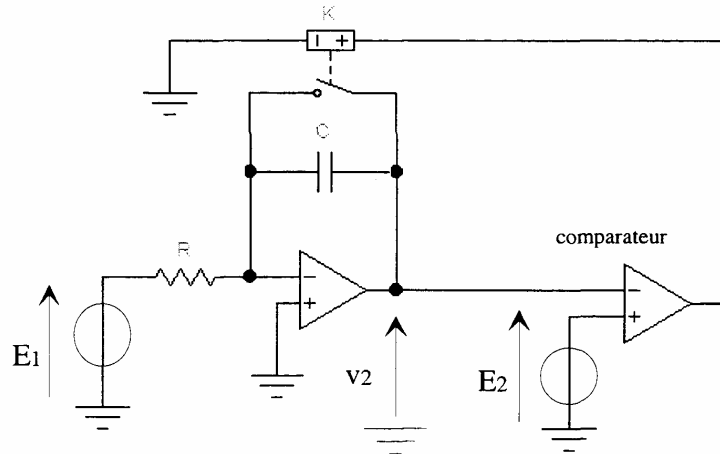 K
- +
C
comparateur
R
-
+
-
+
E1
v2
E2